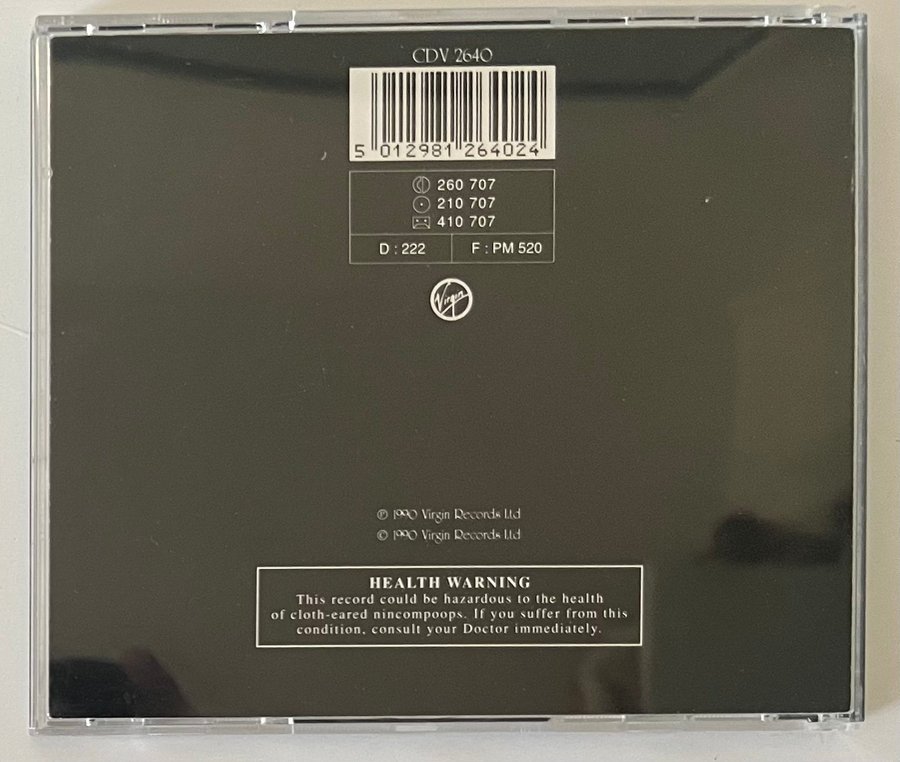 CDV 2640
5 012981 264024
260 707
210 707
410 707
D : 222 F : PM 520
Virgin
℗ 1990 Virgin Records Ltd
© 1990 Virgin Records Ltd
HEALTH WARNING
This record could be hazardous to the health
of cloth-eared nincompoops. If you suffer from this
condition, consult your Doctor immediately.